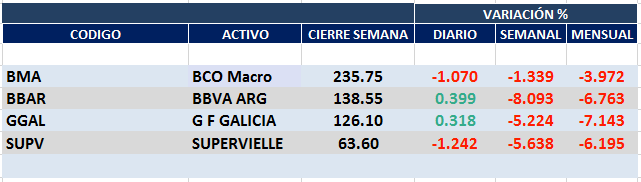 VARIACIÓN %
CODIGO ACTIVO CIERRE SEMANA DIARIO SEMANAL MENSUAL
BMA BCO Macro 235.75 -1.070 -1.339 -3.972
BBAR BBVA ARG 138.55 0.399 -8.093 -6.763
GGAL G F GALICIA 126.10 0.318 -5.224 -7.143
SUPV SUPERVIELLE 63.60 -1.242 -5.638 -6.195